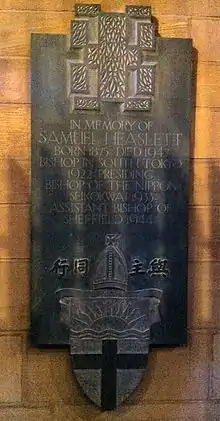 IN MEMORY OF
SAMUEL HEASLETT
BORN 1875 DIED 1947
BISHOP IN SOUTH TOKYO
1922 PRESIDING
BISHOP OF THE NIPPON
SEIKOKWAI 1933
ASSISTANT BISHOP OF
SHEFFIELD 1944
與主同行